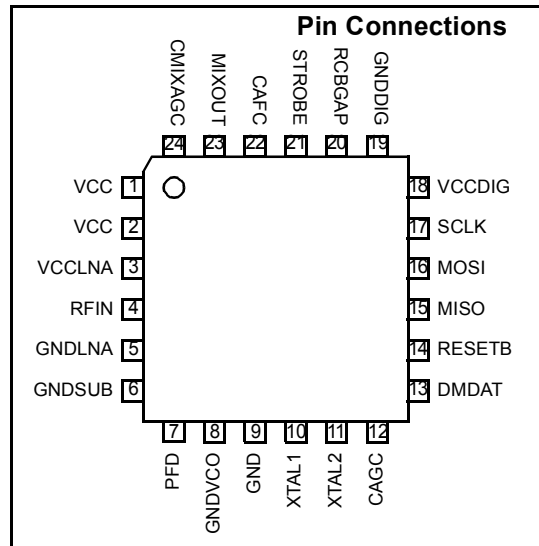 Pin Connections
CMIXAGC
MIXOUT
CAFC
STROBE
RCBGAP
GNDDIG
24
23
22
21
20
19
VCC 1
VCC 2
VCCLNA 3
RFIN 4
GNDLNA 5
GNDSUB 6
18 VCCDIG
17 SCLK
16 MOSI
15 MISO
14 RESETB
13 DMDAT
7
8
9
10
11
12
PFD
GNDVCO
GND
XTAL1
XTAL2
CAGC